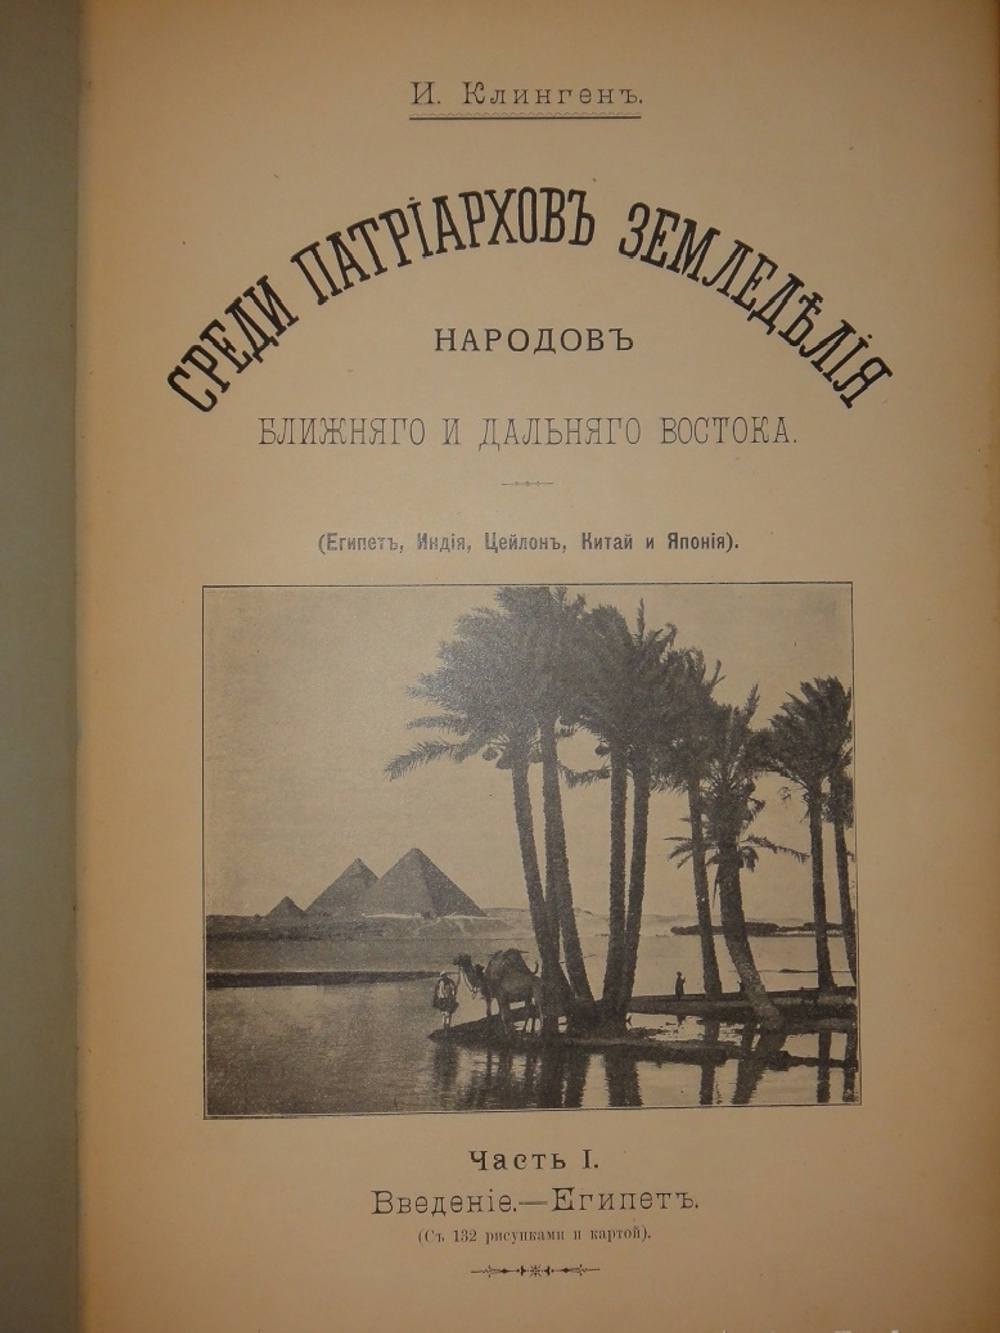 И. Клингенъ.
СРЕДИ ПАТРІАРХОВЪ ЗЕМЛЕДѢЛІЯ
НАРОДОВЪ
БЛИЖНЯГО И ДАЛЬНЯГО ВОСТОКА.
(Египетъ, Индія, Цейлонъ, Китай и Японія).
Часть I.
Введеніе.—Египетъ.
(Съ 132 рисунками и картой).